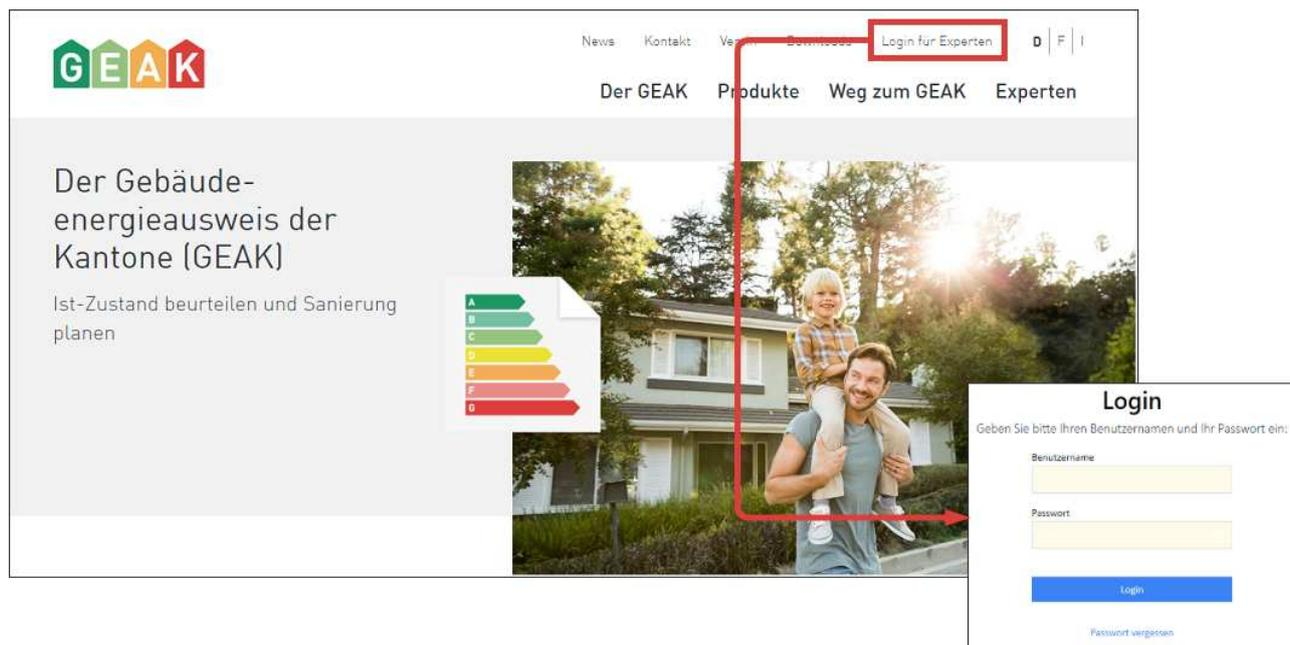 GEAK
News Kontakt Verein Downloads Login für Experten D F I
Der GEAK Produkte Weg zum GEAK Experten
Der Gebäude-
energieausweis der
Kantone (GEAK)
Ist-Zustand beurteilen und Sanierung
planen
A
B
C
D
E
F
G
Login
Geben Sie bitte Ihren Benutzernamen und Ihr Passwort ein:
Benutzername
Passwort
Login
Passwort vergessen